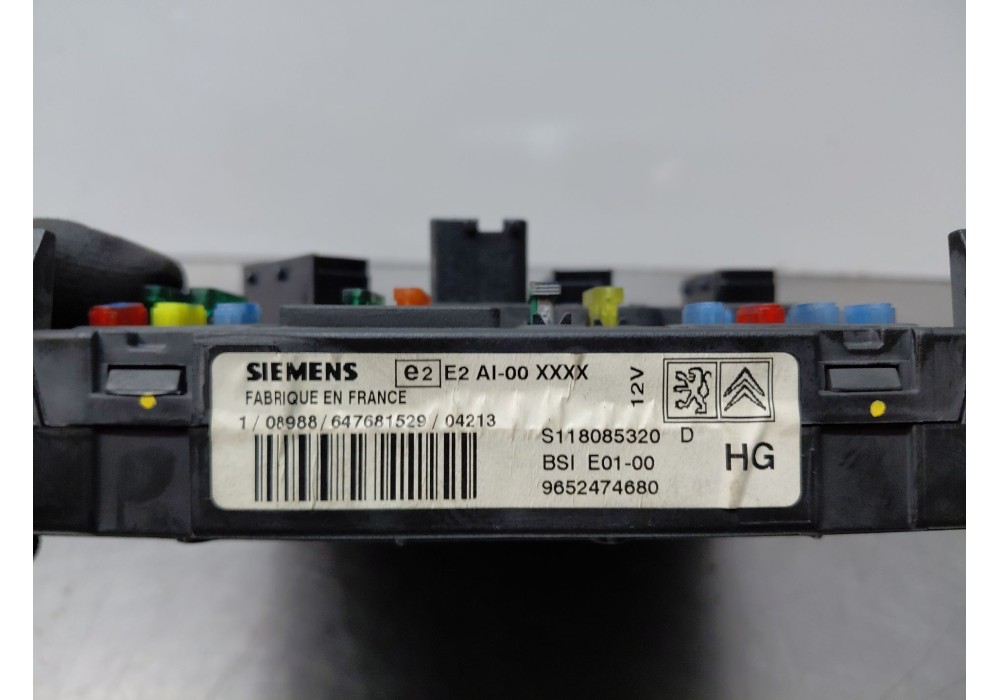 SIEMENS e2 E2 AI-00 XXXX
FABRIQUE EN FRANCE
12V
1/08988/647681529/04213
S118085320 D
BSI E01-00
HG
9652474680